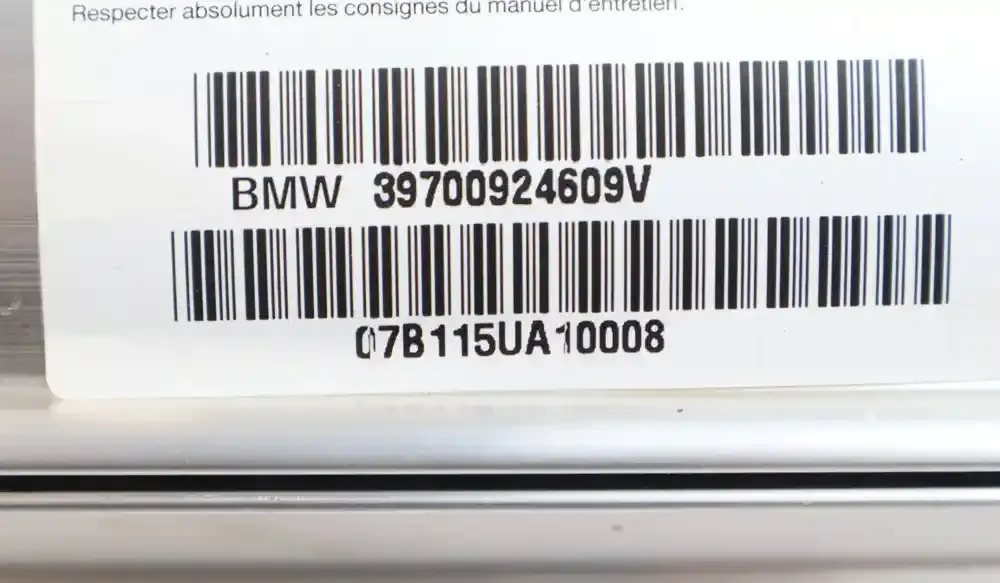 Respecter absolument les consignes du manuel d'entretien.
BMW 39700924609V
07B115UA10008